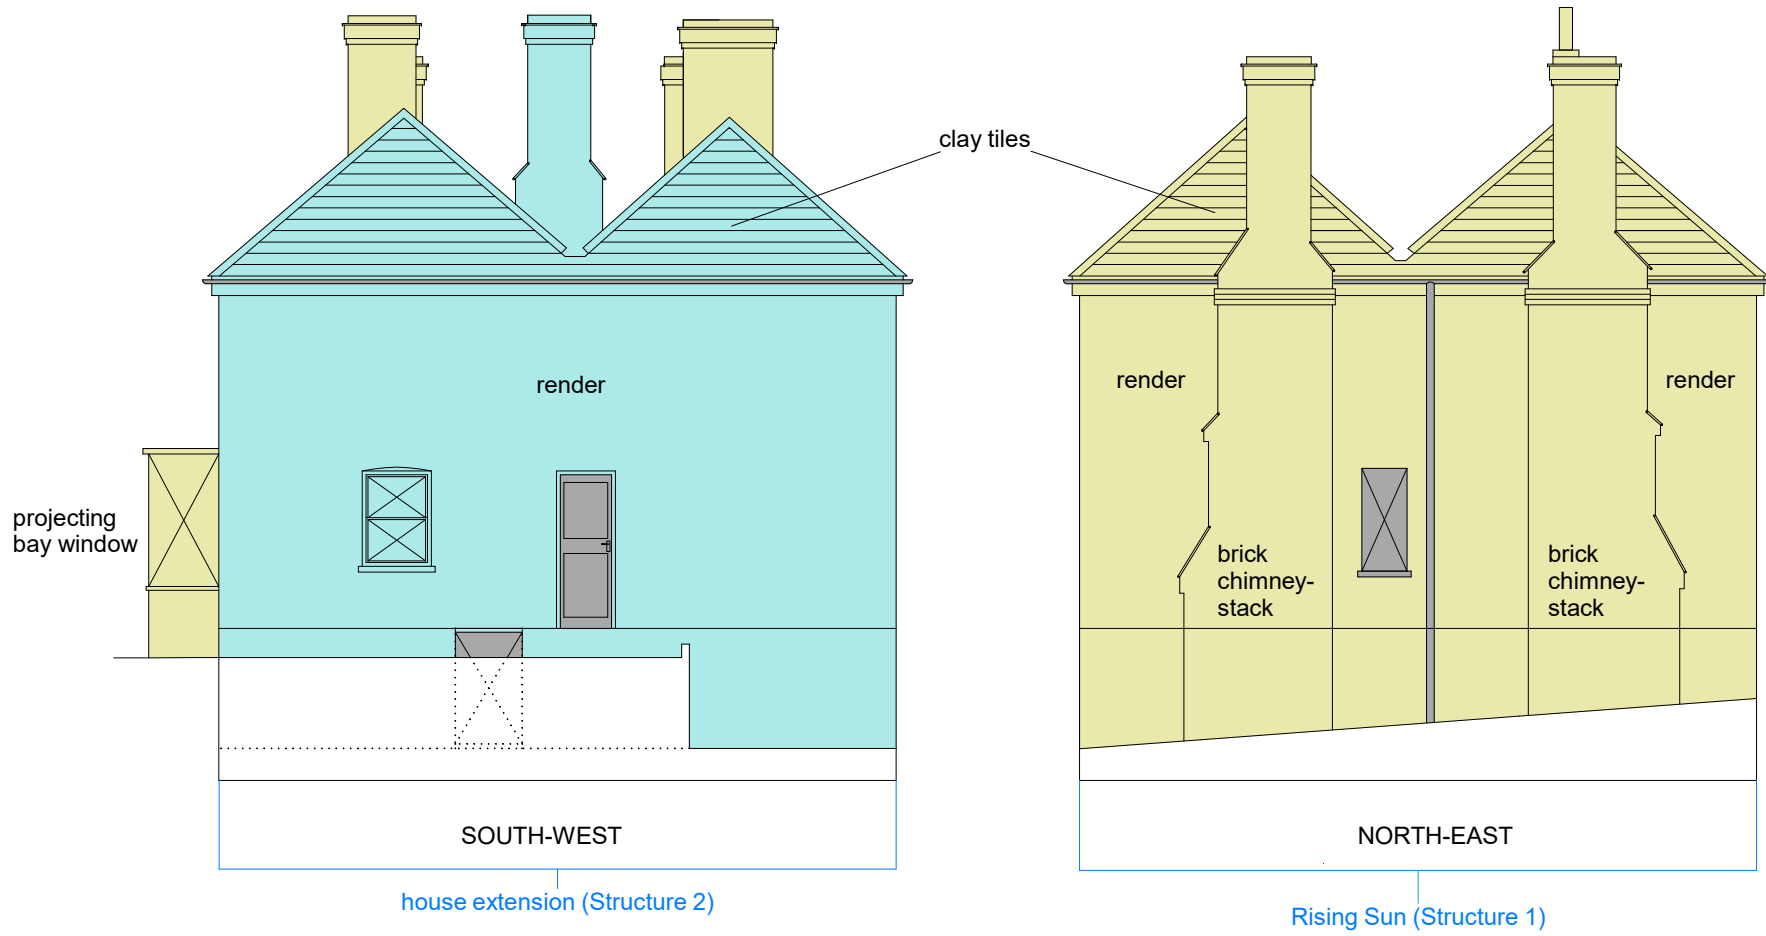 clay tiles
render
render
render
projecting
bay window
brick
chimney-
stack
brick
chimney-
stack
SOUTH-WEST
NORTH-EAST
house extension (Structure 2)
Rising Sun (Structure 1)